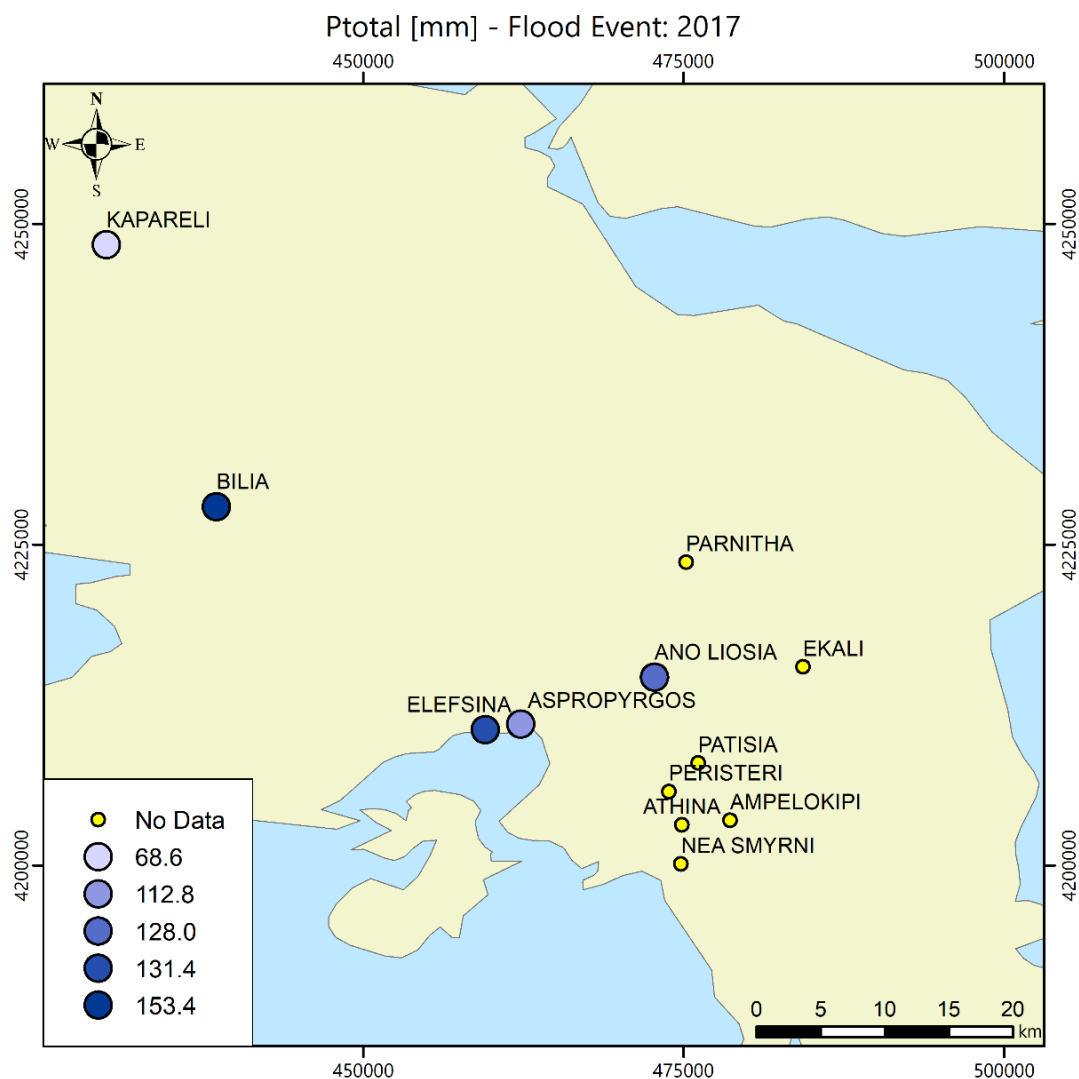 Ptotal [mm] - Flood Event: 2017
450000 475000 500000
N
W E
S
4250000 4250000
KAPARELI
BILIA
4225000 4225000
PARNITHA
ANO LIOSIA
EKALI
ELEFSINA
ASPROPYRGOS
PATISIA
PERISTERI
ATHINA
AMPELOKIPI
NEA SMYRNI
4200000 4200000
No Data
68.6
112.8
128.0
131.4
153.4
0 5 10 15 20
km
450000 475000 500000